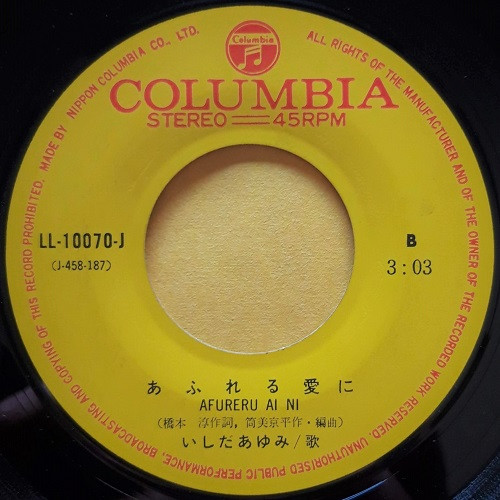 MADE BY NIPPON COLUMBIA CO., LTD.
ALL RIGHTS OF THE MANUFACTURER AND OF THE OWNER OF THE RECORDED WORK RESERVED. UNAUTHORISED PUBLIC PERFORMANCE, BROADCASTING AND COPYING OF THIS RECORD PROHIBITED.
Columbia
COLUMBIA
STEREO 45RPM
LL-10070-J
(J-458-187)
B
3:03
あふれる愛に
AFURERU AI NI
(橋本 淳作詞, 筒美京平作・編曲)
いしだあゆみ/歌